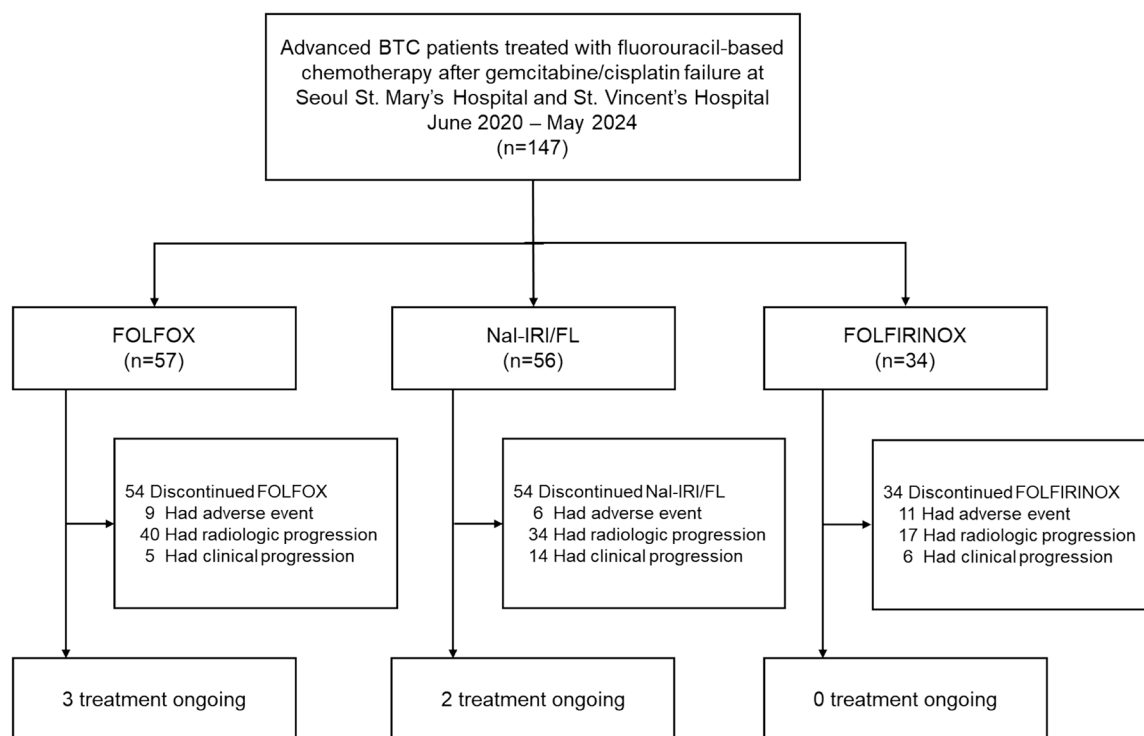 Advanced BTC patients treated with fluorouracil-based
chemotherapy after gemcitabine/cisplatin failure at
Seoul St. Mary's Hospital and St. Vincent's Hospital
June 2020 – May 2024
(n=147)
FOLFOX
(n=57)
Nal-IRI/FL
(n=56)
FOLFIRINOX
(n=34)
54 Discontinued FOLFOX
9 Had adverse event
40 Had radiologic progression
5 Had clinical progression
54 Discontinued Nal-IRI/FL
6 Had adverse event
34 Had radiologic progression
14 Had clinical progression
34 Discontinued FOLFIRINOX
11 Had adverse event
17 Had radiologic progression
6 Had clinical progression
3 treatment ongoing
2 treatment ongoing
0 treatment ongoing